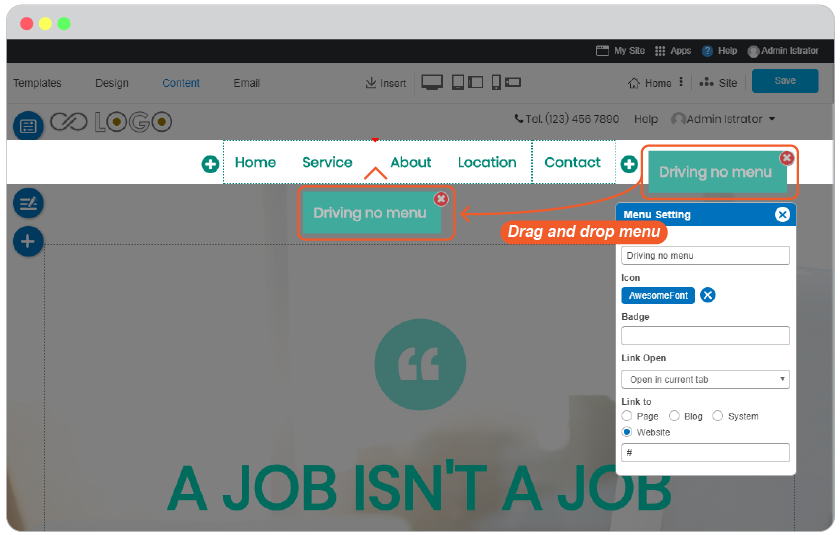 My Site Apps ? Help Admin Istrator
Templates Design Content Email Insert Home Site Save
LOGO Tel. (123) 456 7890 Help Admin Istrator
Home Service About Location Contact Driving no menu
Driving no menu
Drag and drop menu
Menu Setting
Driving no menu
Icon
AwesomeFont
Badge
Link Open
Open in current tab
Link to
Page Blog System
Website
#
A JOB ISN'T A JOB